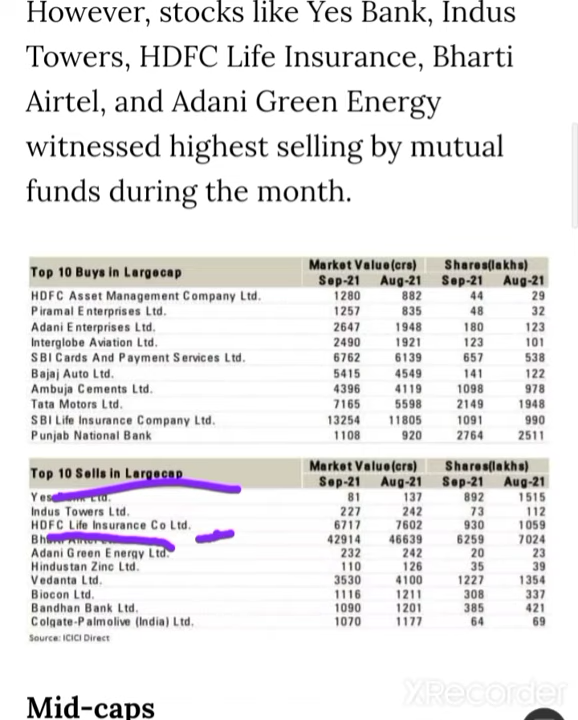 However, stocks like Yes Bank, Indus
Towers, HDFC Life Insurance, Bharti
Airtel, and Adani Green Energy
witnessed highest selling by mutual
funds during the month.
Top 10 Buys in Largecap Market Value(crs) Shares(lakhs)
Sep-21 Aug-21 Sep-21 Aug-21
HDFC Asset Management Company Ltd. 1280 882 44 29
Piramal Enterprises Ltd. 1257 835 48 32
Adani Enterprises Ltd. 2647 1948 180 123
Interglobe Aviation Ltd. 2490 1921 123 101
SBI Cards And Payment Services Ltd. 6762 6139 657 538
Bajaj Auto Ltd. 5415 4549 141 122
Ambuja Cements Ltd. 4396 4119 1098 978
Tata Motors Ltd. 7165 5598 2149 1948
SBI Life Insurance Company Ltd. 13254 11805 1091 990
Punjab National Bank 1108 920 2764 2511
Top 10 Sells in Largecap Market Value(crs) Shares(lakhs)
Sep-21 Aug-21 Sep-21 Aug-21
Yes Ltd. 81 137 892 1515
Indus Towers Ltd. 227 242 73 112
HDFC Life Insurance Co Ltd. 6717 7602 930 1059
42914 46639 6259 7024
Adani Green Energy Ltd. 232 242 20 23
Hindustan Zinc Ltd. 110 126 35 39
Vedanta Ltd. 3530 4100 1227 1354
Biocon Ltd. 1116 1211 308 337
Bandhan Bank Ltd. 1090 1201 385 421
Colgate-Palmolive (India) Ltd. 1070 1177 64 69
Source: ICICI Direct
XRecorder
Mid-caps